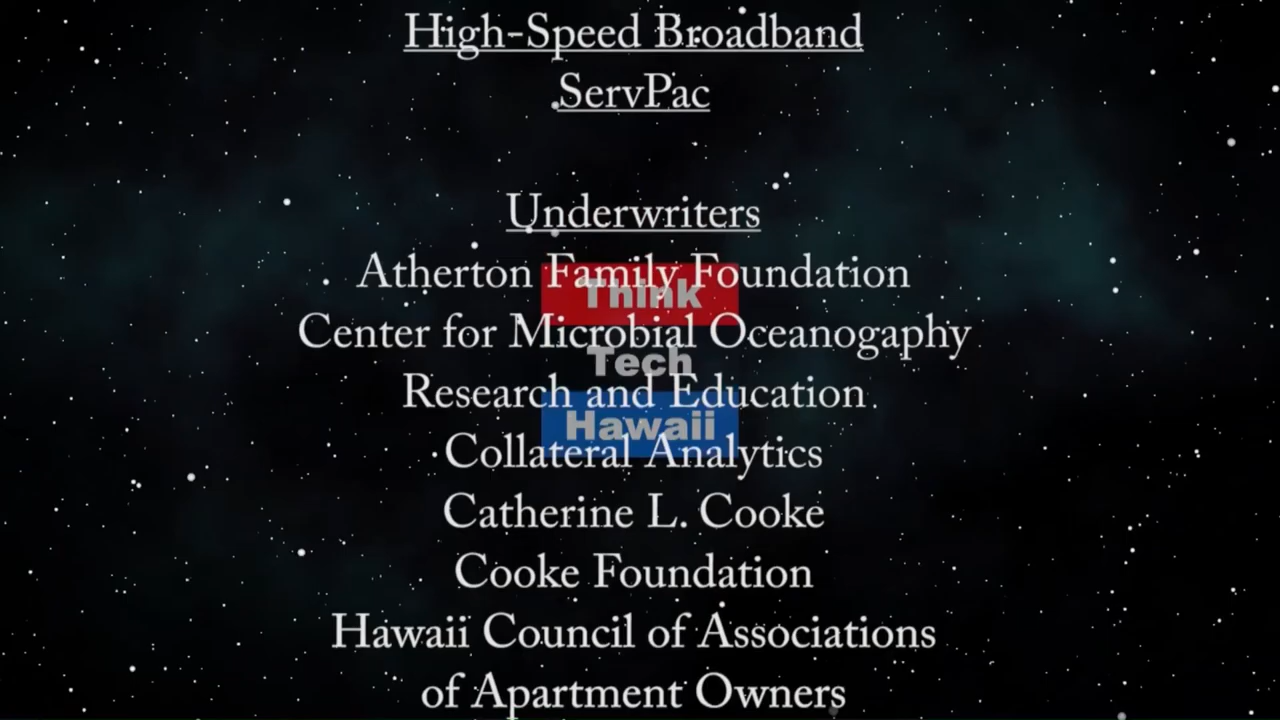 High-Speed Broadband
ServPac
Underwriters
Atherton Family Foundation
Think
Center for Microbial Oceanogaphy
Tech
Research and Education
Hawaii
Collateral Analytics
Catherine L. Cooke
Cooke Foundation
Hawaii Council of Associations
of Apartment Owners